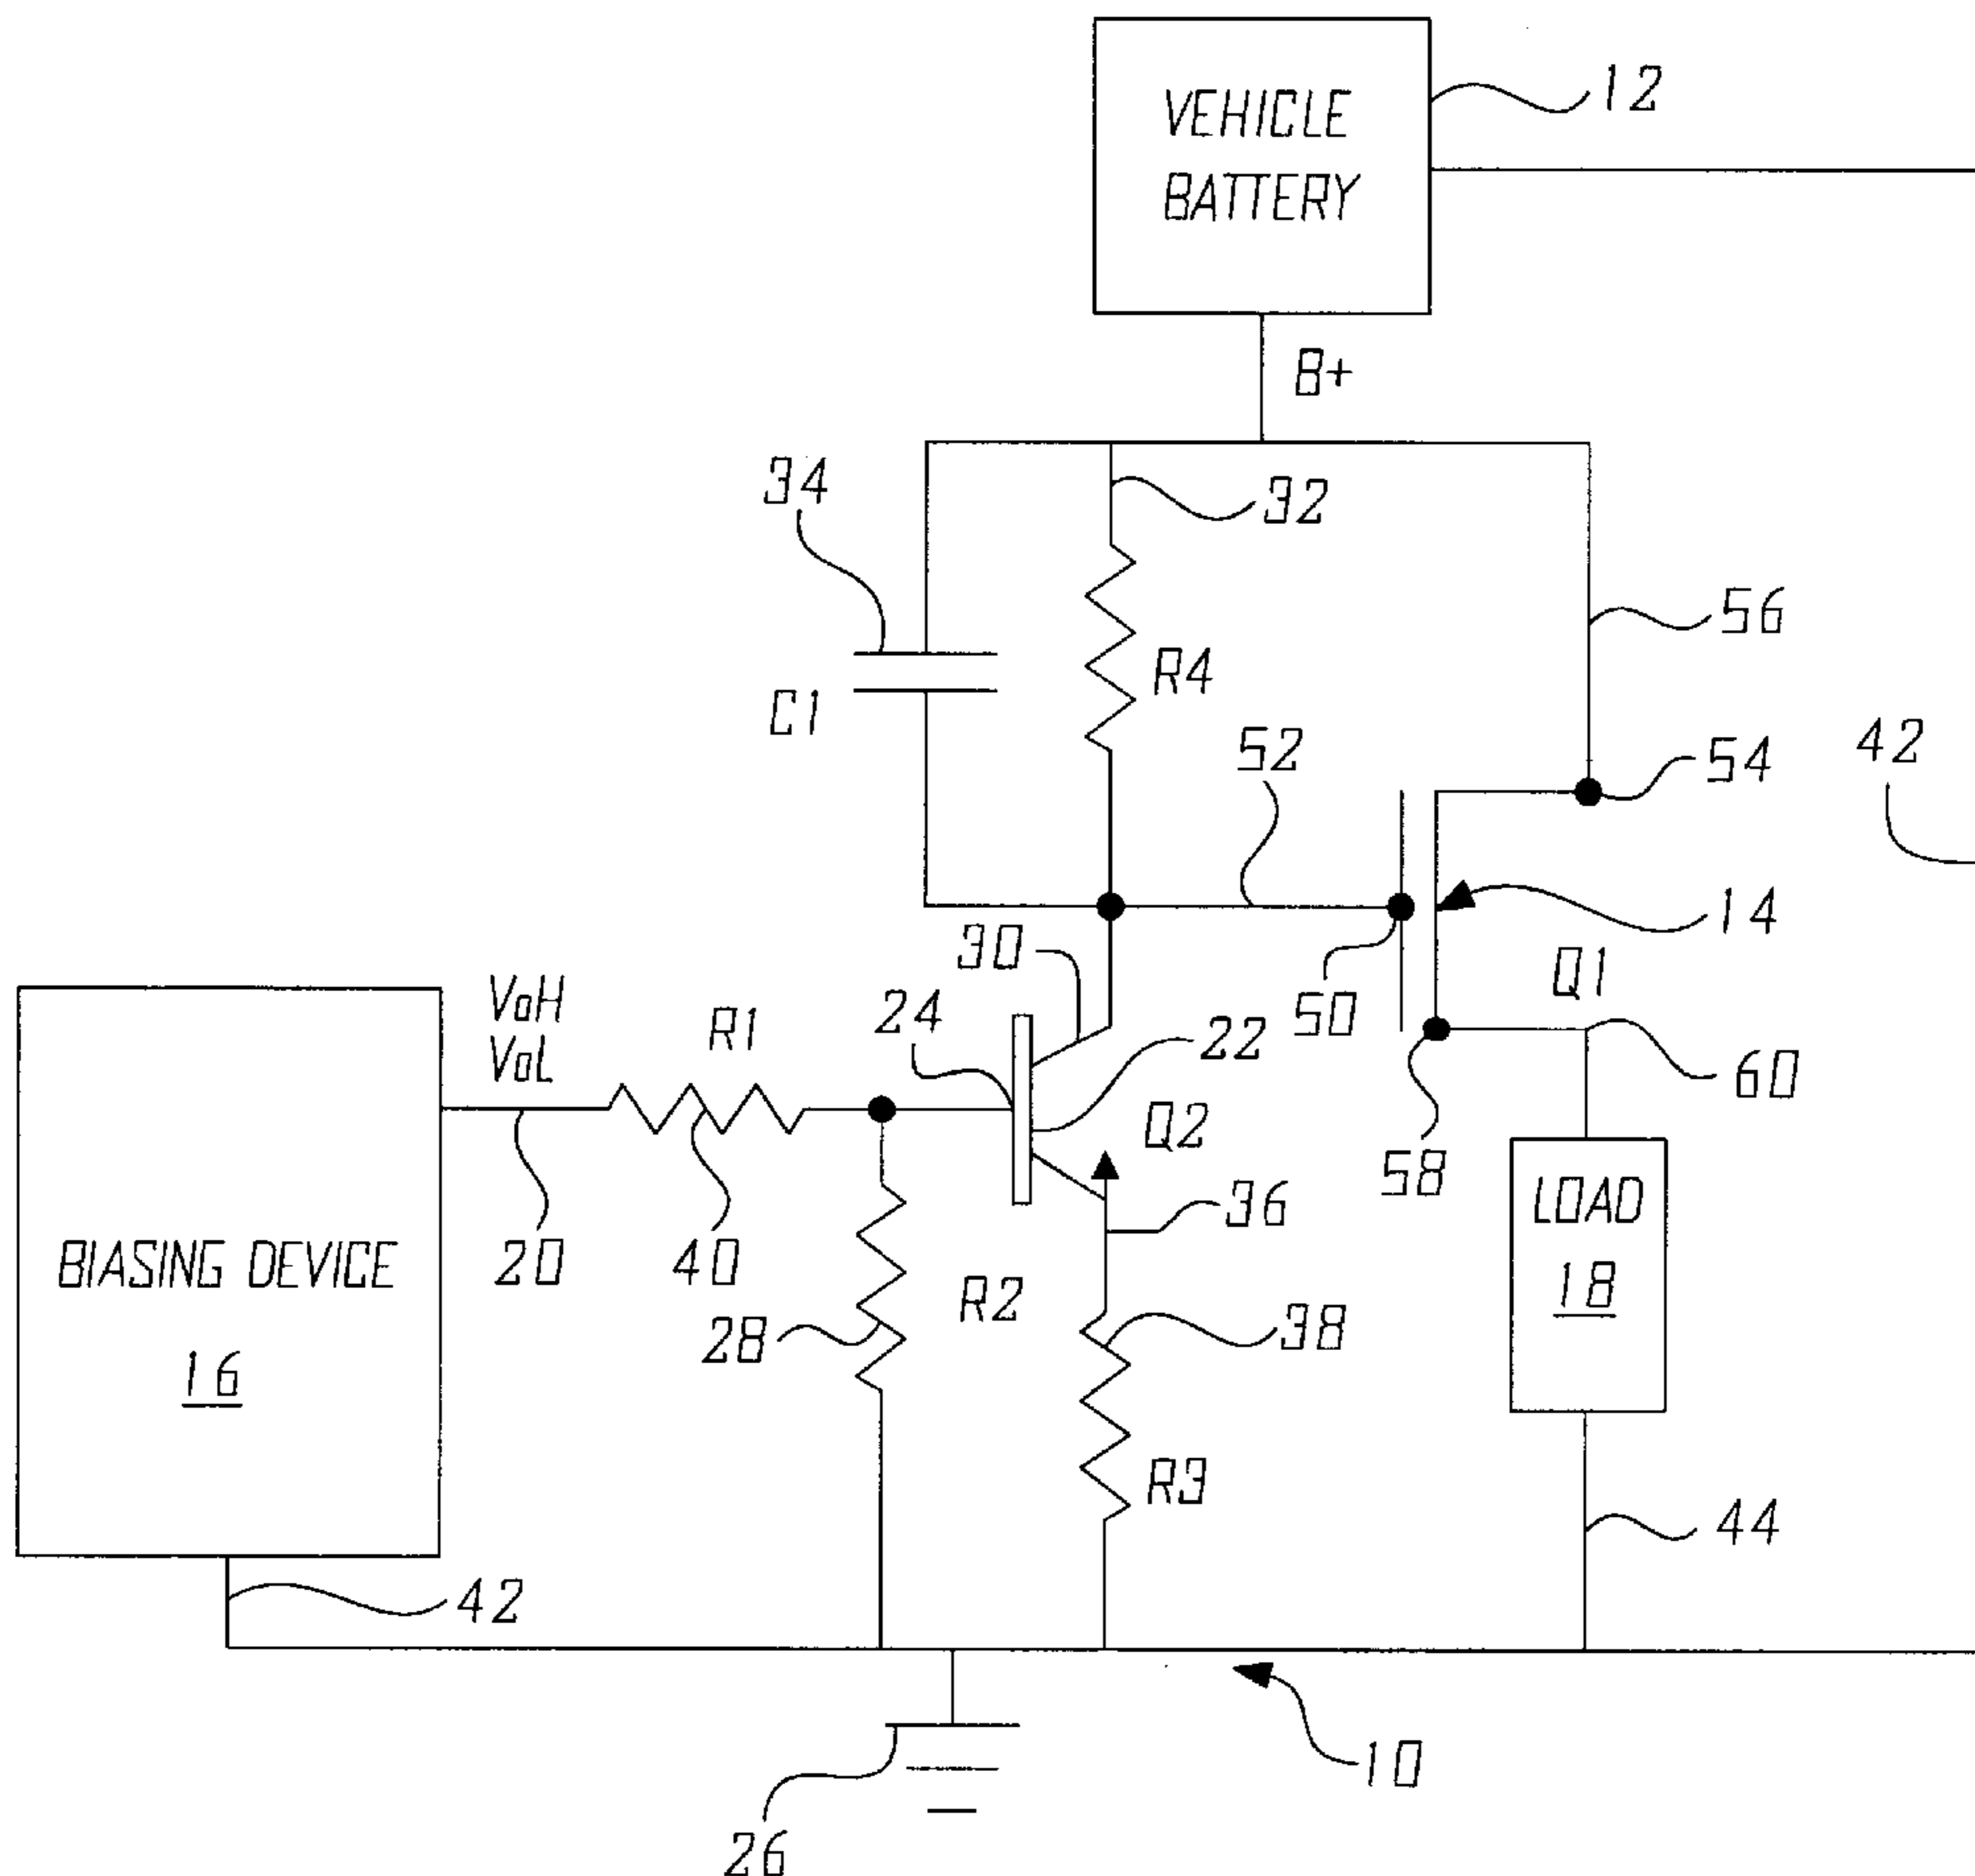 VEHICLE
BATTERY
12
B+
34
32
56
R4
C1
52
54
42
30
14
Q1
50
VoH
VoL
R1
24
22
60
Q2
58
36
LOAD
18
BIASING DEVICE
16
20
40
R2
28
38
R3
44
42
10
26